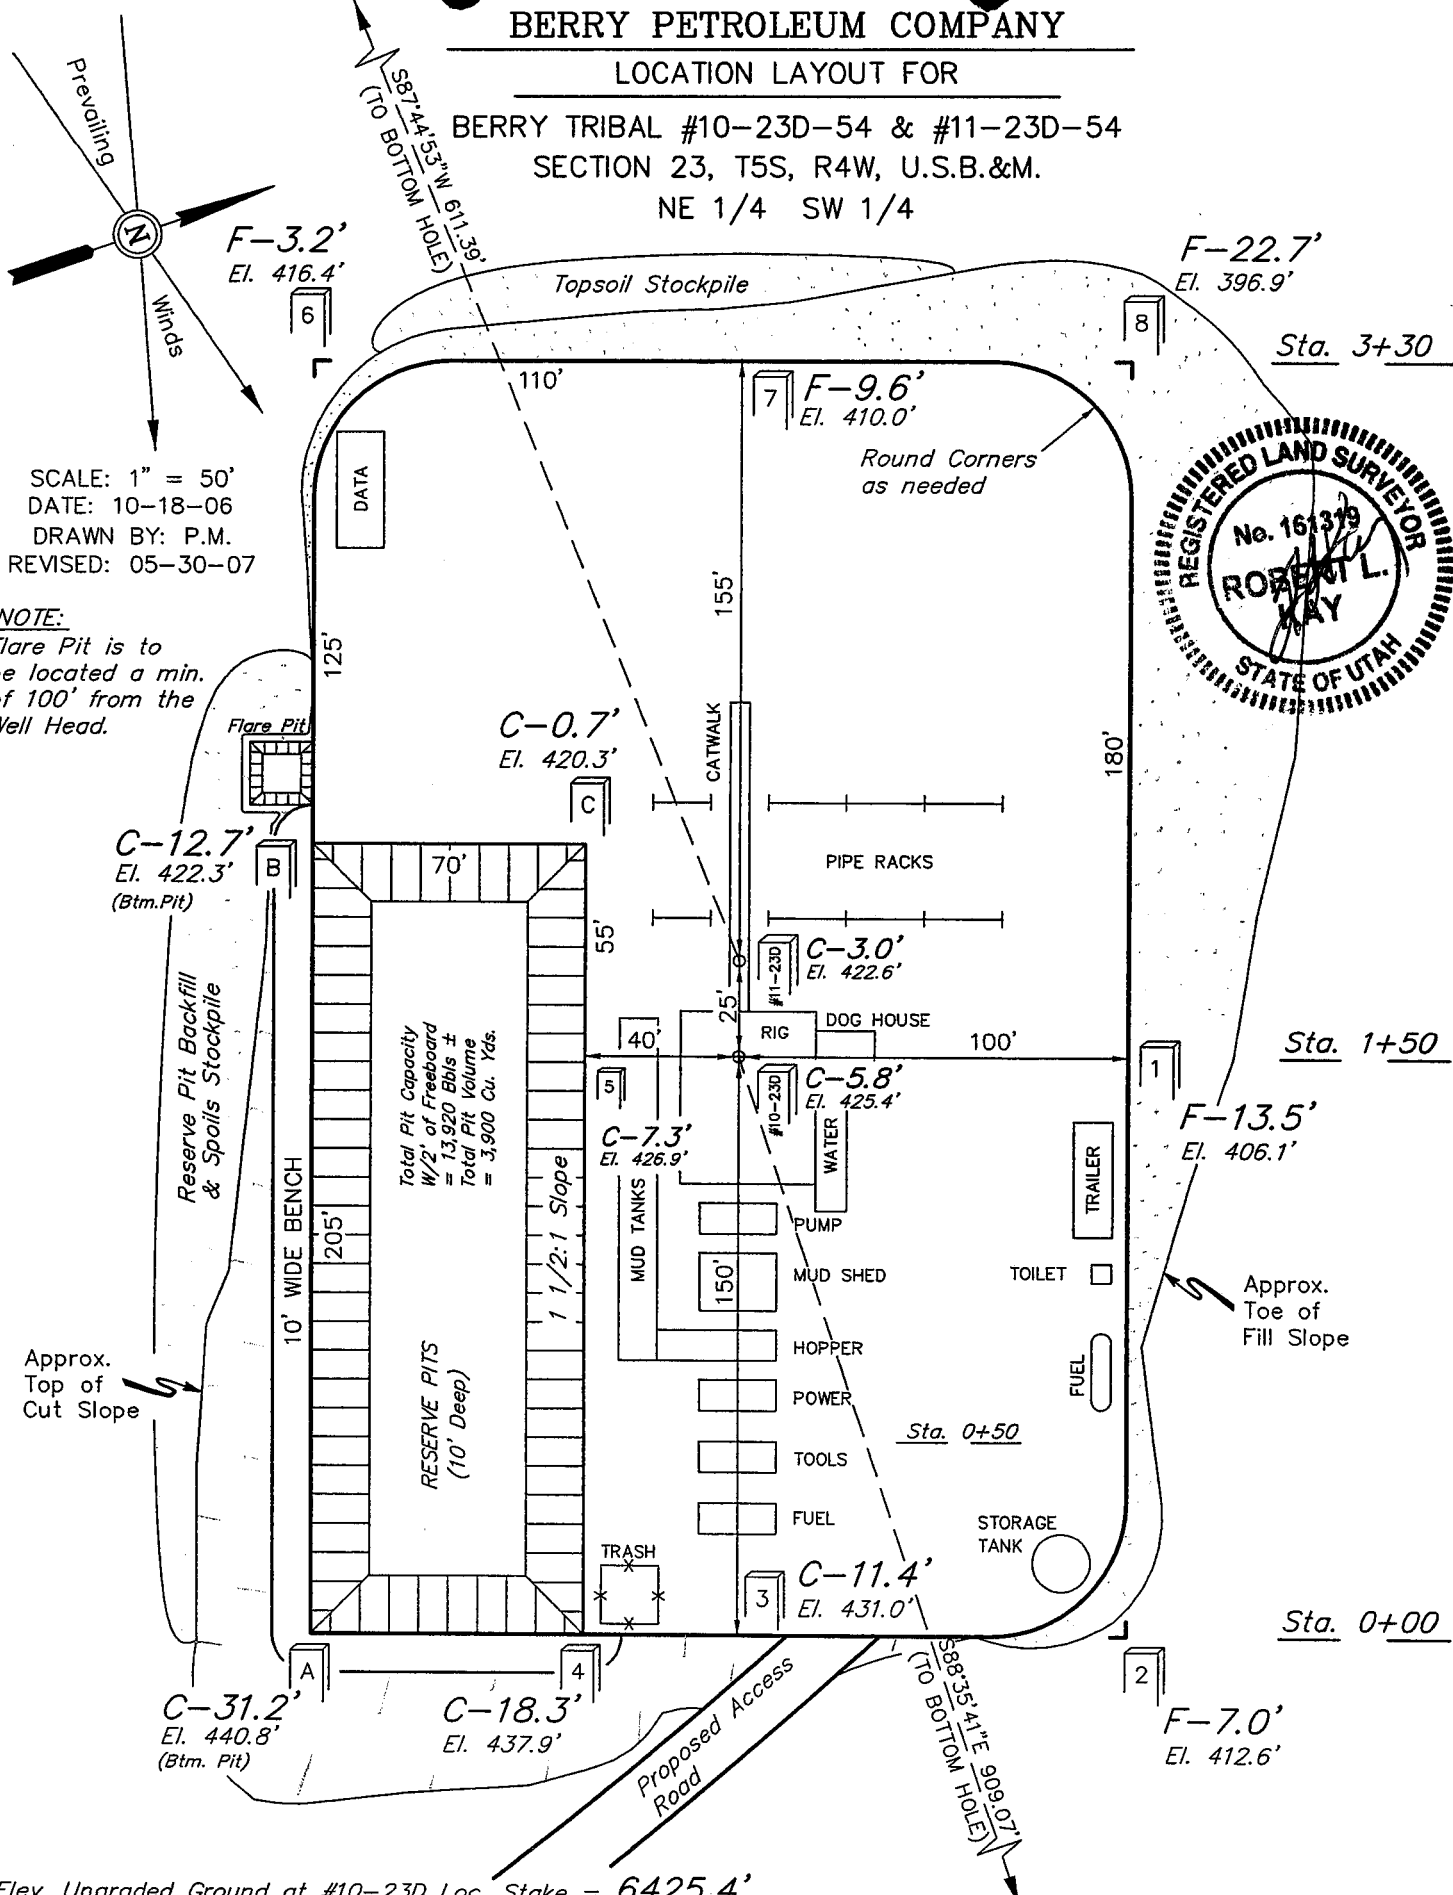 BERRY PETROLEUM COMPANY
LOCATION LAYOUT FOR
BERRY TRIBAL #10-23D-54 & #11-23D-54
SECTION 23, T5S, R4W, U.S.B.&M.
NE 1/4 SW 1/4
Prevailing
Winds
N
S87°44'53"W 611.39'
(TO BOTTOM HOLE)
F-3.2'
El. 416.4'
6
Topsoil Stockpile
F-22.7'
El. 396.9'
8
Sta. 3+30
110'
7
F-9.6'
El. 410.0'
Round Corners
as needed
DATA
SCALE: 1" = 50'
DATE: 10-18-06
DRAWN BY: P.M.
REVISED: 05-30-07
REGISTERED LAND SURVEYOR
No. 161319
ROBERT L.
KAY
STATE OF UTAH
NOTE:
Flare Pit is to
be located a min.
of 100' from the
Well Head.
125'
155'
180'
Flare Pit
C-0.7'
El. 420.3'
C
CATWALK
PIPE RACKS
C-12.7'
El. 422.3'
(Btm.Pit)
B
70'
55'
#11-23D
C-3.0'
El. 422.6'
25'
RIG
DOG HOUSE
40'
100'
Sta. 1+50
1
5
#10-23D
C-5.8'
El. 425.4'
F-13.5'
El. 406.1'
C-7.3'
El. 426.9'
WATER
TRAILER
Reserve Pit Backfill
& Spoils Stockpile
10' WIDE BENCH
205'
Total Pit Capacity
W/2' of Freeboard
= 13,920 Bbls ±
Total Pit Volume
= 3,900 Cu. Yds.
1 1/2:1 Slope
RESERVE PITS
(10' Deep)
MUD TANKS
150'
PUMP
MUD SHED
HOPPER
POWER
TOOLS
FUEL
TOILET
FUEL
Approx.
Toe of
Fill Slope
Approx.
Top of
Cut Slope
Sta. 0+50
STORAGE
TANK
TRASH
3
C-11.4'
El. 431.0'
Sta. 0+00
A
4
2
C-31.2'
El. 440.8'
(Btm. Pit)
C-18.3'
El. 437.9'
F-7.0'
El. 412.6'
Proposed Access
Road
S88°35'41"E 909.07'
(TO BOTTOM HOLE)
Elev. Ungraded Ground at #10-23D Loc. Stake = 6425.4'